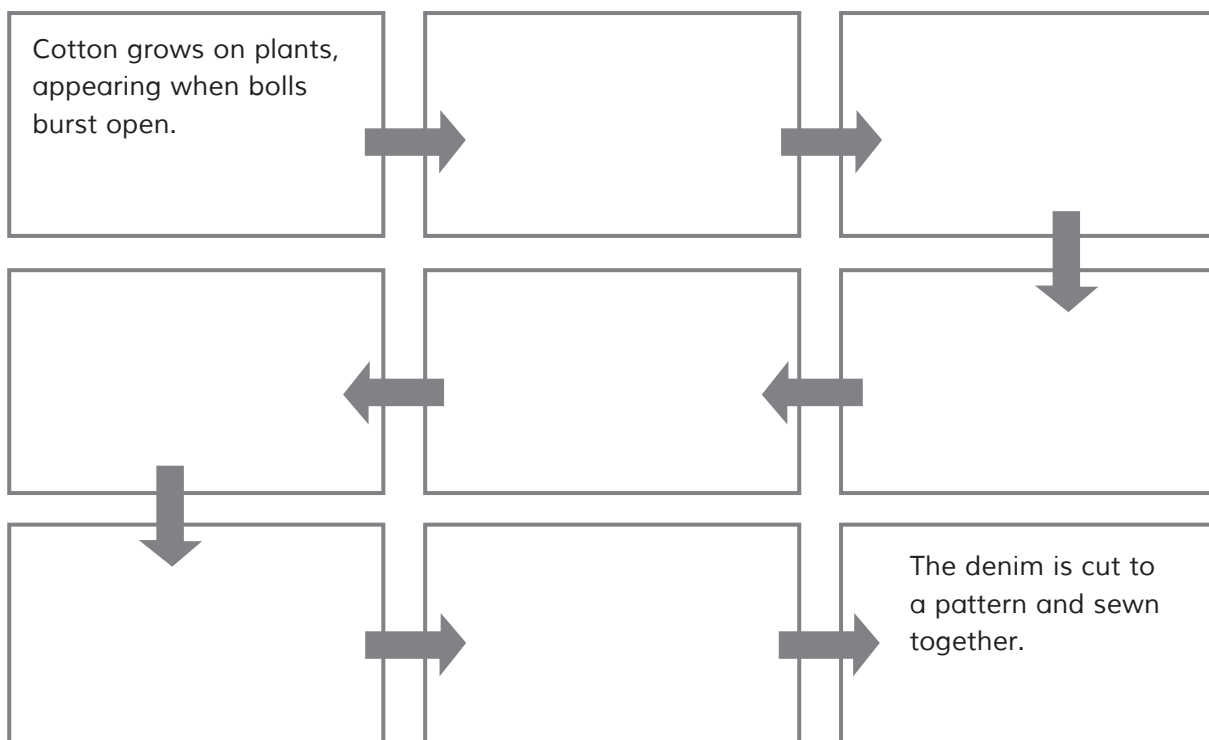 Cotton grows on plants,
appearing when bolls
burst open.
The denim is cut to
a pattern and sewn
together.